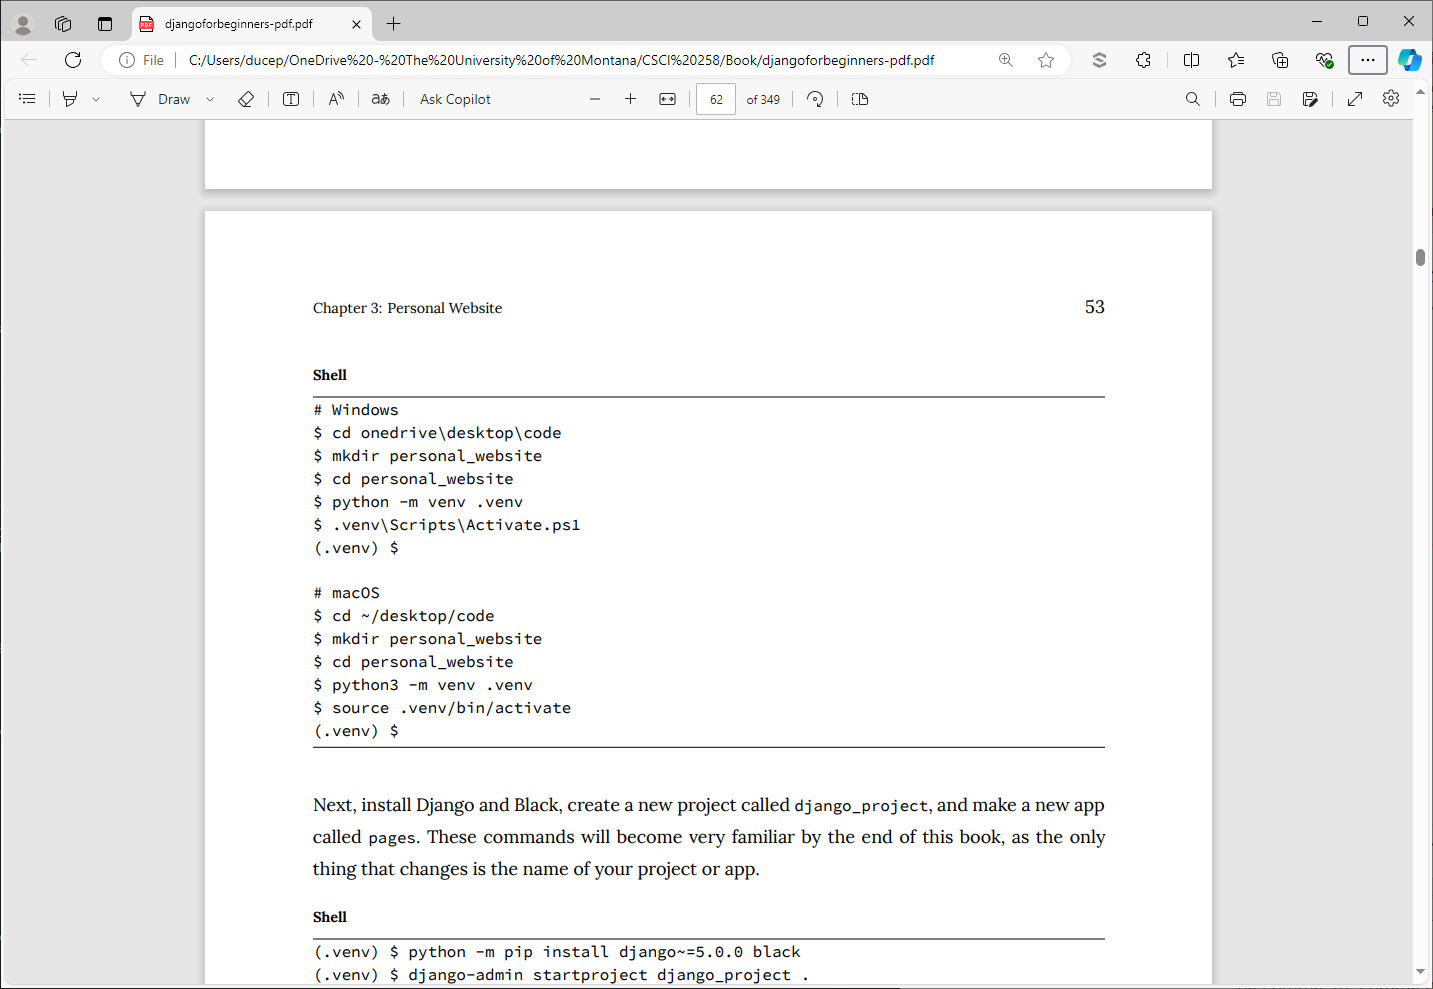 djangoforbeginners-pdf.pdf
File
C:/Users/ducep/OneDrive%20-%20The%20University%20of%20Montana/CSCI%20258/Book/djangoforbeginners-pdf.pdf
Draw
Ask Copilot
62
of 349
Chapter 3: Personal Website
53
Shell
# Windows
$ cd onedrive\desktop\code
$ mkdir personal_website
$ cd personal_website
$ python -m venv .venv
$ .venv\Scripts\Activate.ps1
(.venv) $
# macOS
$ cd ~/desktop/code
$ mkdir personal_website
$ cd personal_website
$ python3 -m venv .venv
$ source .venv/bin/activate
(.venv) $
Next, install Django and Black, create a new project called django_project, and make a new app
called pages. These commands will become very familiar by the end of this book, as the only
thing that changes is the name of your project or app.
Shell
(.venv) $ python -m pip install django~=5.0.0 black
(.venv) $ django-admin startproject django_project .